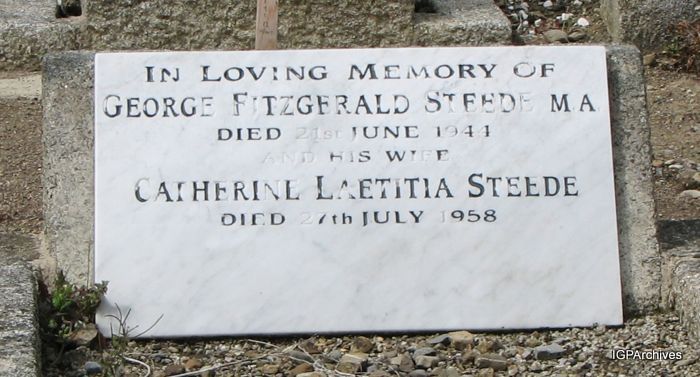 IN LOVING MEMORY OF
GEORGE FITZGERALD STEEDE M.A.
DIED 21st JUNE 1944
AND HIS WIFE
CATHERINE LAETITIA STEEDE
DIED 27th JULY 1958
IGPArchives